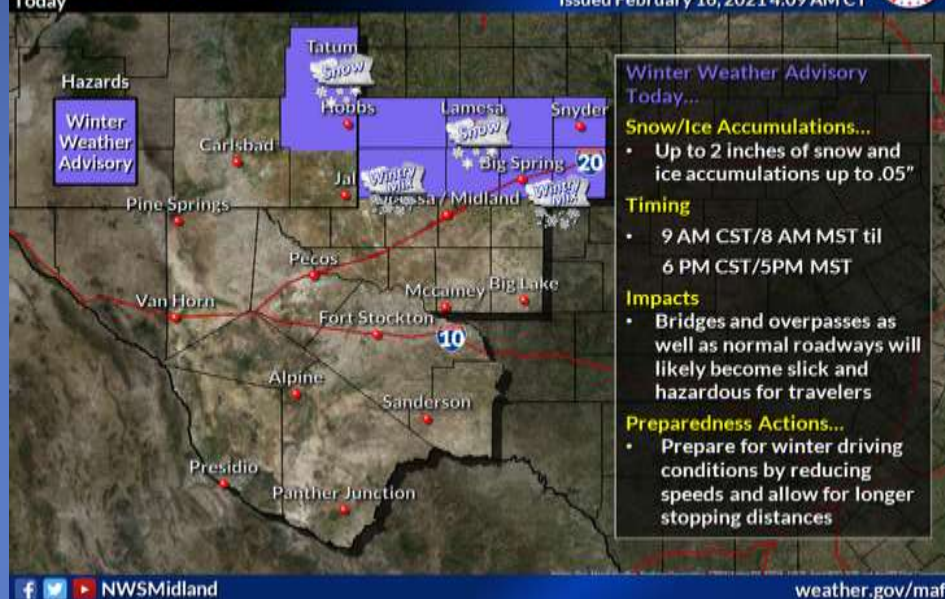 Today
Issued February 16, 2021 4:09 AM CT
Hazards
Winter
Weather
Advisory
Tatum
Snow
Hobbs
Lamesa
Snow
Snyder
Carlsbad
Big Spring
20
Jal
Wintry
Mix
Wintry
Mix
/ Midland
Pine Springs
Pecos
Mccamey
Big Lake
Van Horn
Fort Stockton
10
Alpine
Sanderson
Presidio
Panther Junction
Winter Weather Advisory
Today...
Snow/Ice Accumulations...
• Up to 2 inches of snow and
ice accumulations up to .05"
Timing
• 9 AM CST/8 AM MST til
6 PM CST/5PM MST
Impacts
• Bridges and overpasses as
well as normal roadways will
likely become slick and
hazardous for travelers
Preparedness Actions...
• Prepare for winter driving
conditions by reducing
speeds and allow for longer
stopping distances
NWSMidland
weather.gov/maf